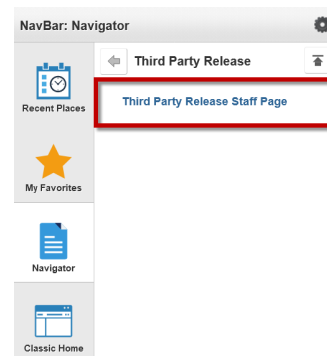 NavBar: Navigator
Third Party Release
Third Party Release Staff Page
Recent Places
My Favorites
Navigator
Classic Home